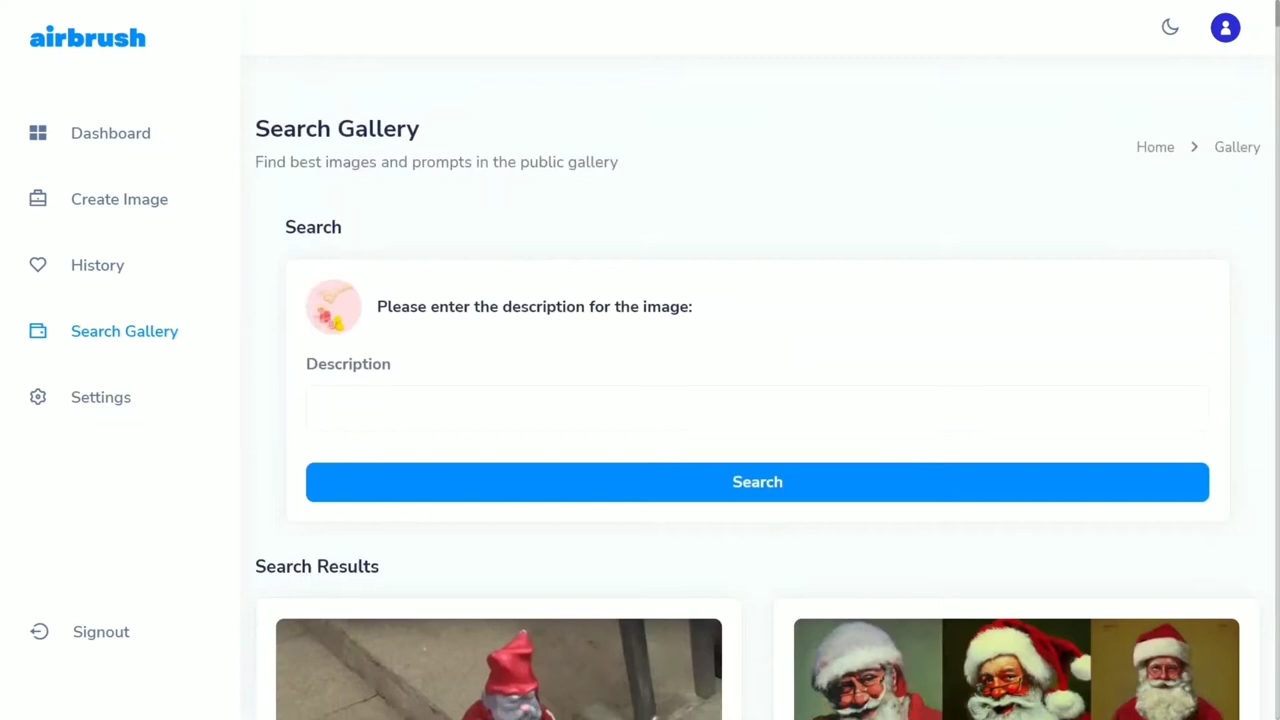 airbrush
Dashboard
Create Image
History
Search Gallery
Settings
Signout
Search Gallery
Find best images and prompts in the public gallery
Home > Gallery
Search
Please enter the description for the image:
Description
Search
Search Results